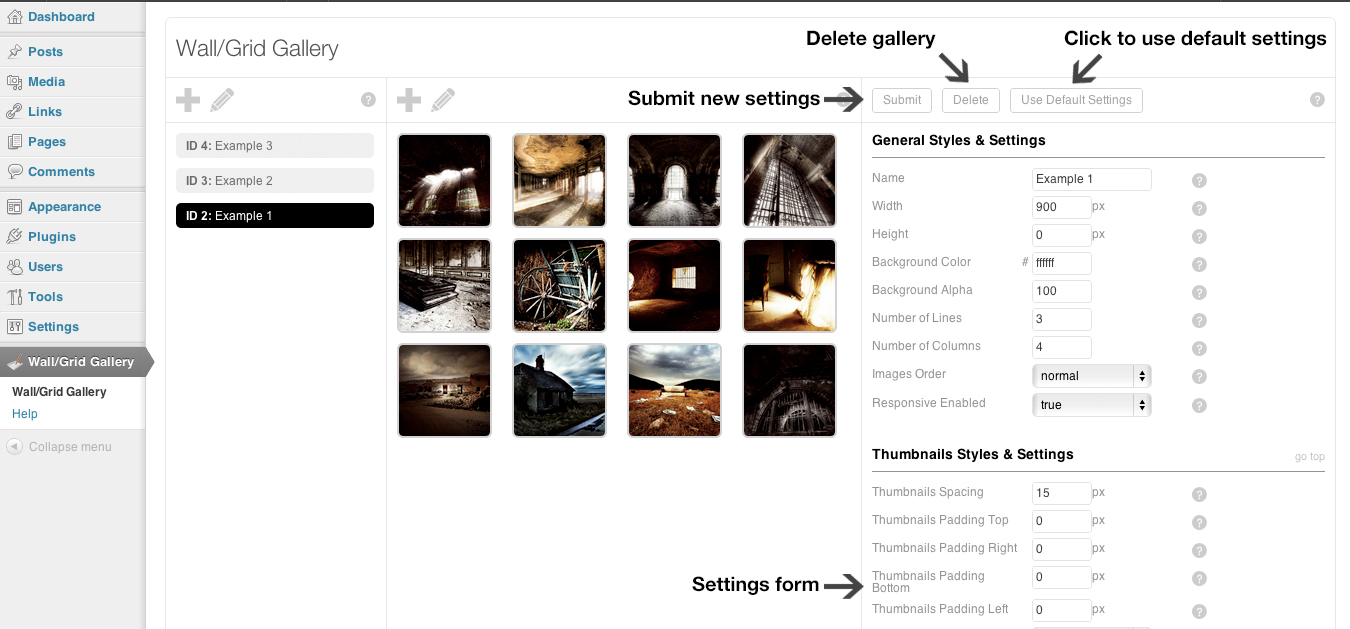 Dashboard
Posts
Media
Links
Pages
Comments
Appearance
Plugins
Users
Tools
Settings
Wall/Grid Gallery
Wall/Grid Gallery
Help
Collapse menu
Wall/Grid Gallery
Delete gallery
Click to use default settings
Submit new settings
Submit
Delete
Use Default Settings
?
?
ID 4: Example 3
ID 3: Example 2
ID 2: Example 1
General Styles & Settings
Name Example 1 ?
Width 900 px ?
Height 0 px ?
Background Color # ffffff ?
Background Alpha 100 ?
Number of Lines 3 ?
Number of Columns 4 ?
Images Order normal ?
Responsive Enabled true ?
Thumbnails Styles & Settings go top
Thumbnails Spacing 15 px ?
Thumbnails Padding Top 0 px ?
Thumbnails Padding Right 0 px ?
Settings form
Thumbnails Padding
Bottom 0 px ?
Thumbnails Padding Left 0 px ?